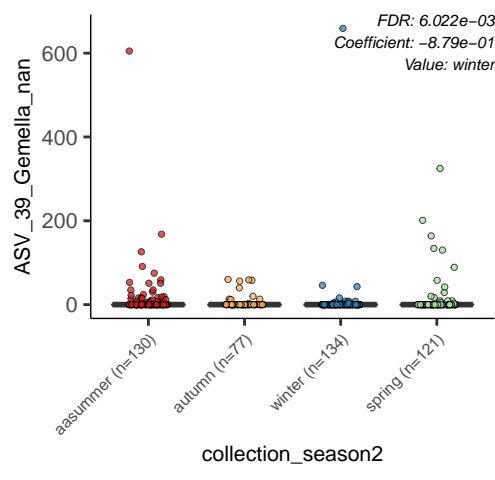 FDR: 6.022e−03
Coefficient: −8.79e−01
Value: winter
ASV_39_Gemella_nan
600
400
200
0
aasummer (n=130)
autumn (n=77)
winter (n=134)
spring (n=121)
collection_season2